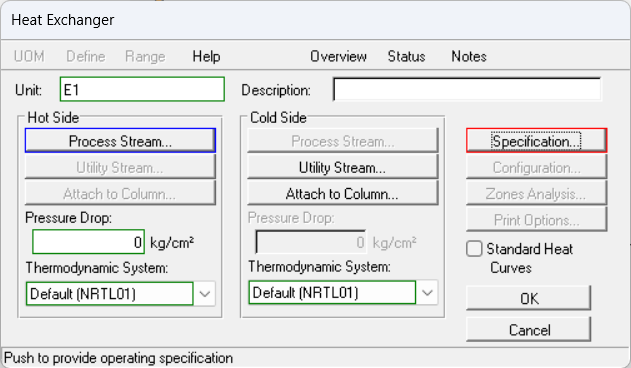 Heat Exchanger
UOM Define Range Help Overview Status Notes
Unit: E1 Description:
Hot Side
Process Stream...
Utility Stream...
Attach to Column...
Pressure Drop:
0 kg/cm²
Thermodynamic System:
Default (NRTL01)
Cold Side
Process Stream...
Utility Stream...
Attach to Column...
Pressure Drop:
0 kg/cm²
Thermodynamic System:
Default (NRTL01)
Specification...
Configuration...
Zones Analysis...
Print Options...
Standard Heat
Curves
OK
Cancel
Push to provide operating specification